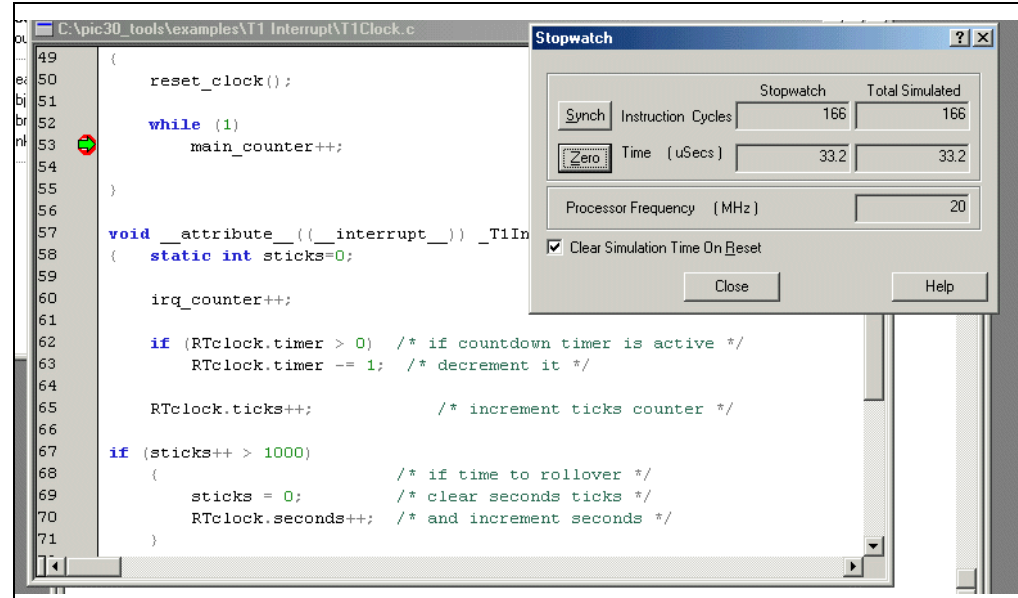 C:\pic30_tools\examples\T1 Interrupt\T1Clock.c
49 {
50 reset_clock();
51
52 while (1)
53 main_counter++;
54
55 }
56
57 void __attribute__((__interrupt__)) _T1In
58 { static int sticks=0;
59
60 irq_counter++;
61
62 if (RTclock.timer > 0) /* if countdown timer is active */
63 RTclock.timer -= 1; /* decrement it */
64
65 RTclock.ticks++; /* increment ticks counter */
66
67 if (sticks++ > 1000)
68 { /* if time to rollover */
69 sticks = 0; /* clear seconds ticks */
70 RTclock.seconds++; /* and increment seconds */
71 }
Stopwatch
Stopwatch Total Simulated
Synch Instruction Cycles 166 166
Zero Time (uSecs) 33.2 33.2
Processor Frequency (MHz) 20
Clear Simulation Time On Reset
Close Help